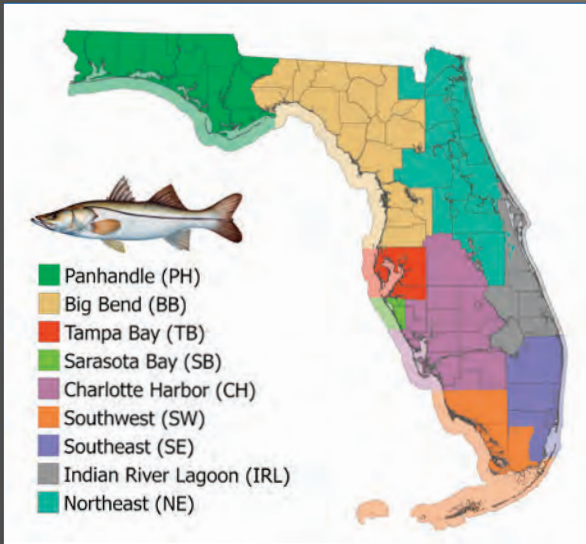 Panhandle (PH)
Big Bend (BB)
Tampa Bay (TB)
Sarasota Bay (SB)
Charlotte Harbor (CH)
Southwest (SW)
Southeast (SE)
Indian River Lagoon (IRL)
Northeast (NE)